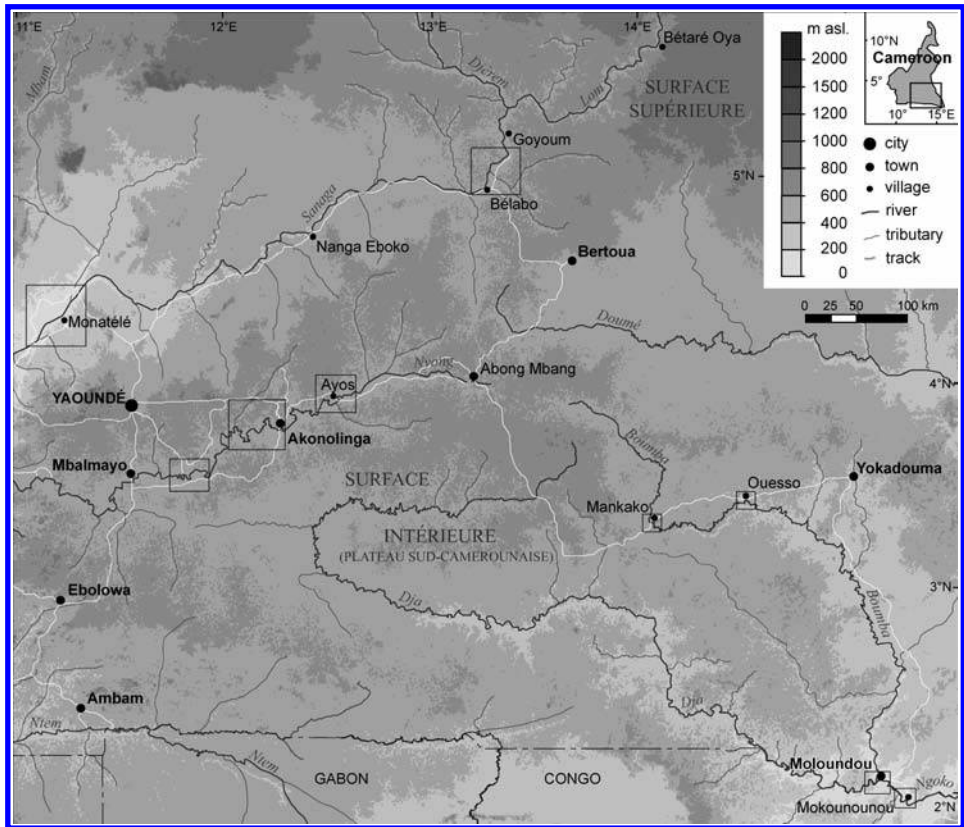 11°E
12°
13°
14°
Bétaré Oya
m asl.
2000
1500
1200
1000
800
600
400
200
0
10°N
Cameroon
5°
10°
15°E
city
town
village
river
tributary
track
0 25 50 100 km
Mbam
Djerem
Lom
SURFACE
SUPÉRIEURE
Goyoum
5°N
Bélabo
Sanaga
Nanga Eboko
Bertoua
Monatélé
Doumé
Nyong
Abong Mbang
4°N
Ayos
YAOUNDÉ
Akonolinga
Boumba
Mbalmayo
SURFACE
Yokadouma
Ouesso
Mankako
INTÉRIEURE
(PLATEAU SUD-CAMEROUNAISE)
3°N
Ebolowa
Dja
Boumba
Ambam
Dja
Ntem
Ntem
Moloundou
GABON
CONGO
Ngoko
Mokounounou
2°N